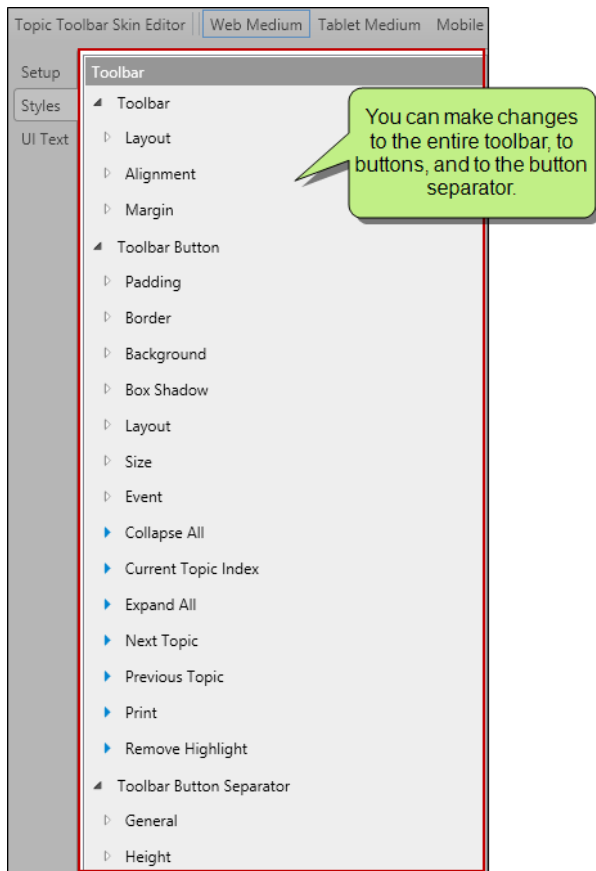 Topic Toolbar Skin Editor Web Medium Tablet Medium Mobile
Setup
Styles
UI Text
Toolbar
Toolbar
Layout
Alignment
Margin
Toolbar Button
Padding
Border
Background
Box Shadow
Layout
Size
Event
Collapse All
Current Topic Index
Expand All
Next Topic
Previous Topic
Print
Remove Highlight
Toolbar Button Separator
General
Height
You can make changes
to the entire toolbar, to
buttons, and to the button
separator.